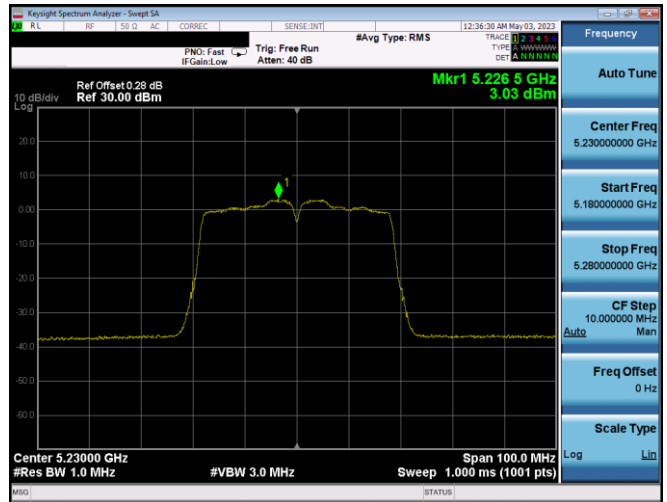 Keysight Spectrum Analyzer - Swept SA
RL RF 50 Ω AC CORREC SENSE:INT 12:36:30 AM May 03, 2023
#Avg Type: RMS TRACE 1 2 3 4 5 6
PNO: Fast Trig: Free Run TYPE A WWWWW
IFGain:Low Atten: 40 dB DET A N N N N N
Mkr1 5.226 5 GHz
3.03 dBm
Ref Offset 0.28 dB
10 dB/div Ref 30.00 dBm
Log
20.0
10.0
1
0.00
-10.0
-20.0
-30.0
-40.0
-50.0
-60.0
Center 5.23000 GHz Span 100.0 MHz
#Res BW 1.0 MHz #VBW 3.0 MHz Sweep 1.000 ms (1001 pts)
MSG STATUS
Frequency
Auto Tune
Center Freq
5.230000000 GHz
Start Freq
5.180000000 GHz
Stop Freq
5.280000000 GHz
CF Step
10.000000 MHz
Auto Man
Freq Offset
0 Hz
Scale Type
Log Lin